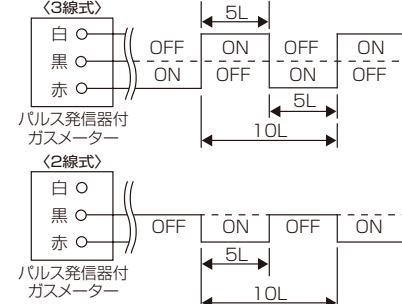 〈3線式〉
5L
白
OFF ON OFF ON
黒
ON OFF ON OFF
赤
5L
パルス発信器付
ガスメーター
10L
〈2線式〉
白
黒
OFF ON OFF ON
赤
5L
パルス発信器付
ガスメーター
10L